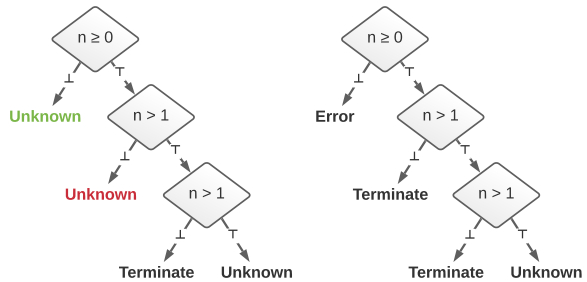 n ≥ 0
n ≥ 0
⊥
⊤
⊥
⊤
Unknown
n > 1
Error
n > 1
⊥
⊤
⊥
⊤
Unknown
n > 1
Terminate
n > 1
⊥
⊤
⊥
⊤
Terminate
Unknown
Terminate
Unknown